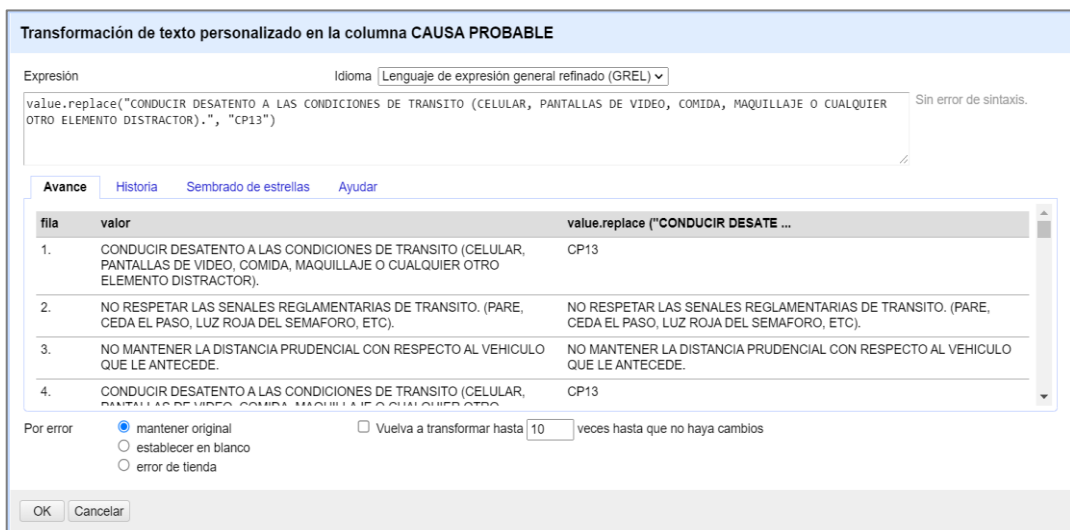 Transformación de texto personalizado en la columna CAUSA PROBABLE
Expresión
Idioma Lenguaje de expresión general refinado (GREL)
value.replace("CONDUCIR DESATENTO A LAS CONDICIONES DE TRANSITO (CELULAR, PANTALLAS DE VIDEO, COMIDA, MAQUILLAJE O CUALQUIER
OTRO ELEMENTO DISTRACTOR).", "CP13")
Sin error de sintaxis.
Avance Historia Sembrado de estrellas Ayudar
fila valor value.replace ("CONDUCIR DESATE ...
1. CONDUCIR DESATENTO A LAS CONDICIONES DE TRANSITO (CELULAR, CP13
PANTALLAS DE VIDEO, COMIDA, MAQUILLAJE O CUALQUIER OTRO
ELEMENTO DISTRACTOR).
2. NO RESPETAR LAS SENALES REGLAMENTARIAS DE TRANSITO. (PARE, NO RESPETAR LAS SENALES REGLAMENTARIAS DE TRANSITO. (PARE,
CEDA EL PASO, LUZ ROJA DEL SEMAFORO, ETC). CEDA EL PASO, LUZ ROJA DEL SEMAFORO, ETC).
3. NO MANTENER LA DISTANCIA PRUDENCIAL CON RESPECTO AL VEHICULO NO MANTENER LA DISTANCIA PRUDENCIAL CON RESPECTO AL VEHICULO
QUE LE ANTECEDE. QUE LE ANTECEDE.
4. CONDUCIR DESATENTO A LAS CONDICIONES DE TRANSITO (CELULAR, CP13
PANTALLAS DE VIDEO, COMIDA, MAQUILLAJE O CUALQUIER OTRO
Por error mantener original Vuelva a transformar hasta 10 veces hasta que no haya cambios
establecer en blanco
error de tienda
OK Cancelar